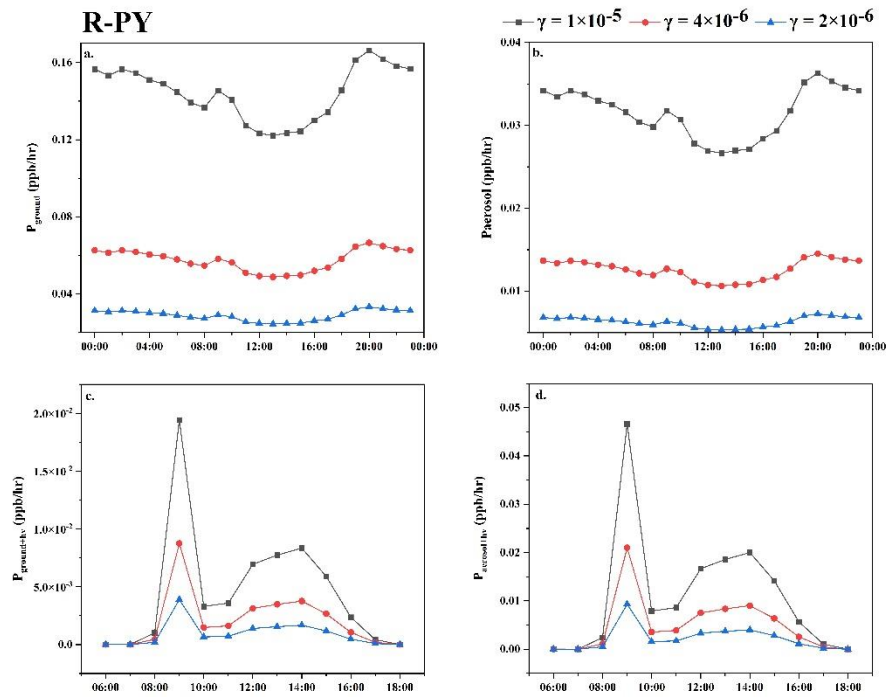 R-PY
γ = 1×10⁻⁵ γ = 4×10⁻⁶ γ = 2×10⁻⁶
a.
P_ground (ppb/hr)
0.16
0.12
0.08
0.04
00:00 04:00 08:00 12:00 16:00 20:00 00:00
b.
Paerosol (ppb/hr)
0.04
0.03
0.02
0.01
00:00 04:00 08:00 12:00 16:00 20:00 00:00
c.
P_ground+hv (ppb/hr)
2.0×10⁻²
1.5×10⁻²
1.0×10⁻²
5.0×10⁻³
0.0
06:00 08:00 10:00 12:00 14:00 16:00 18:00
d.
P_aerosol+hv (ppb/hr)
0.05
0.04
0.03
0.02
0.01
0.00
06:00 08:00 10:00 12:00 14:00 16:00 18:00